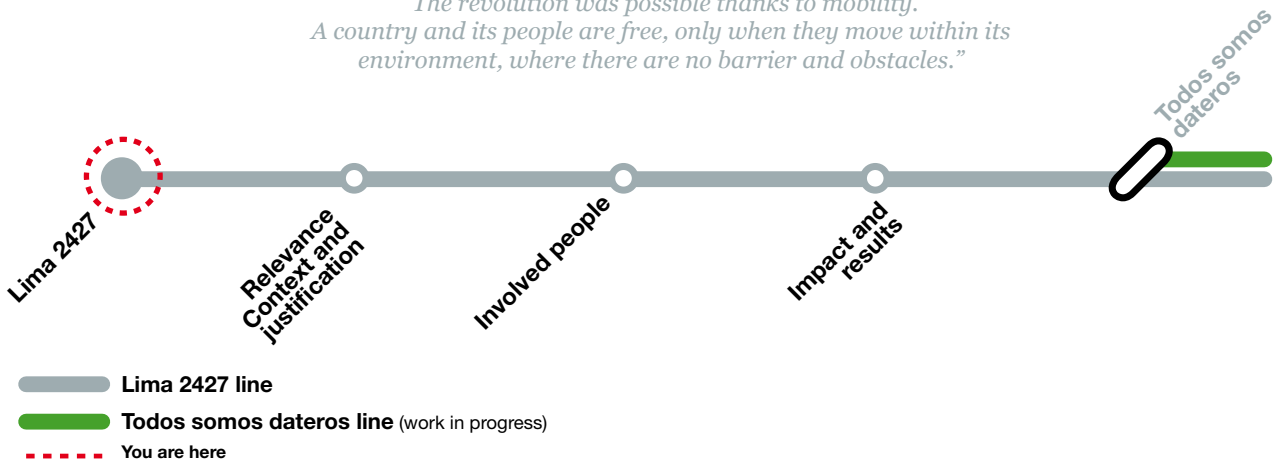 The revolution was possible thanks to mobility.
A country and its people are free, only when they move within its
environment, where there are no barrier and obstacles.”
Todos somos
dateros
Lima 2427
Relevance
Context and
justification
Involved people
Impact and
results
Lima 2427 line
Todos somos dateros line (work in progress)
You are here